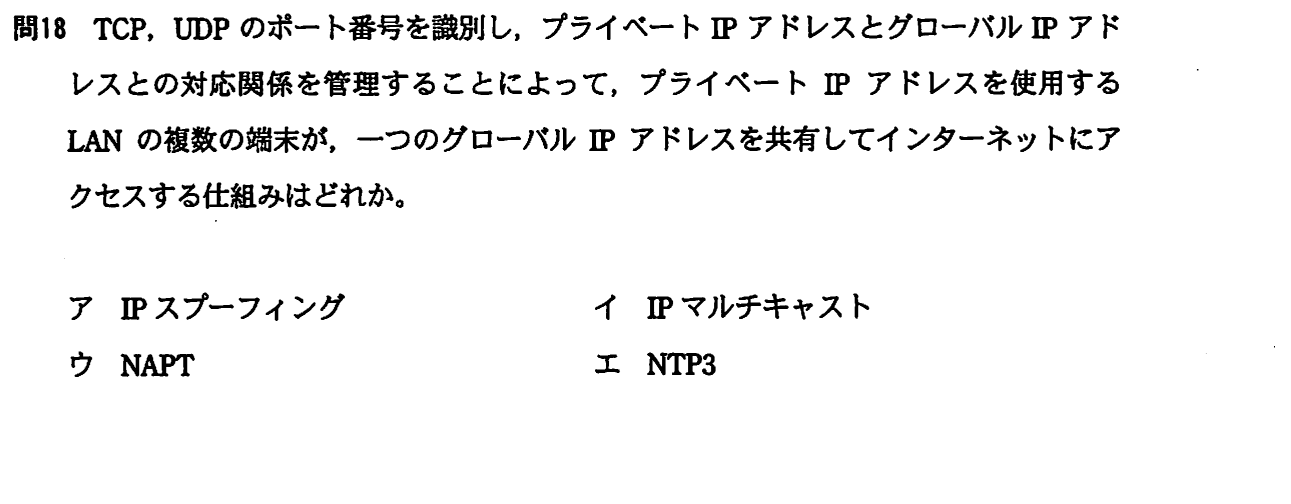 問18 TCP，UDP のポート番号を識別し，プライベート IP アドレスとグローバル IP アド
レスとの対応関係を管理することによって，プライベート IP アドレスを使用する
LAN の複数の端末が，一つのグローバル IP アドレスを共有してインターネットにア
クセスする仕組みはどれか。
ア IP スプーフィング イ IP マルチキャスト
ウ NAPT エ NTP3